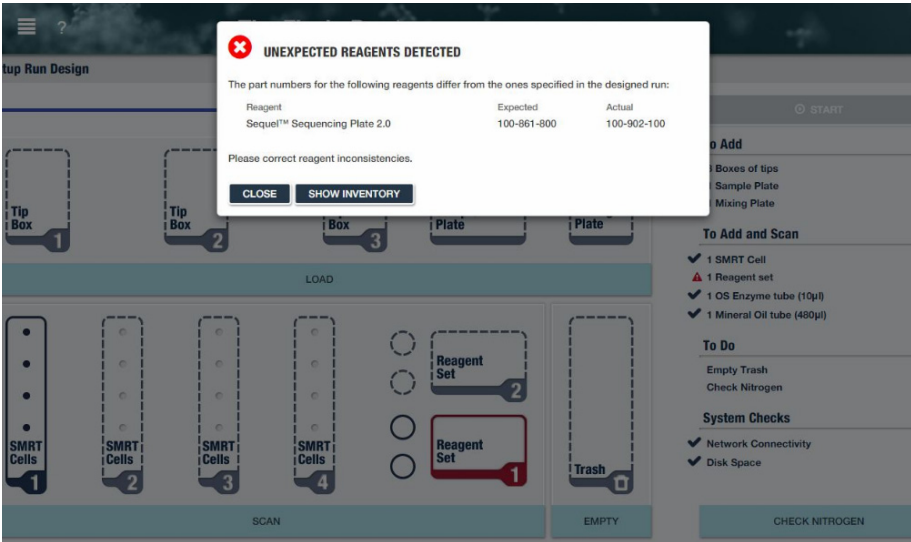 ?
UNEXPECTED REAGENTS DETECTED
The part numbers for the following reagents differ from the ones specified in the designed run:
Reagent Expected Actual
Sequel™ Sequencing Plate 2.0 100-861-800 100-902-100
Please correct reagent inconsistencies.
CLOSE SHOW INVENTORY
tup Run Design
START
Tip
Box
1
Tip
Box
2
Box
3
Plate
Plate
LOAD
SMRT
Cells
1
SMRT
Cells
2
SMRT
Cells
3
SMRT
Cells
4
Reagent
Set
2
Reagent
Set
1
Trash
SCAN
EMPTY
o Add
Boxes of tips
Sample Plate
Mixing Plate
To Add and Scan
1 SMRT Cell
1 Reagent set
1 OS Enzyme tube (10µl)
1 Mineral Oil tube (480µl)
To Do
Empty Trash
Check Nitrogen
System Checks
Network Connectivity
Disk Space
CHECK NITROGEN